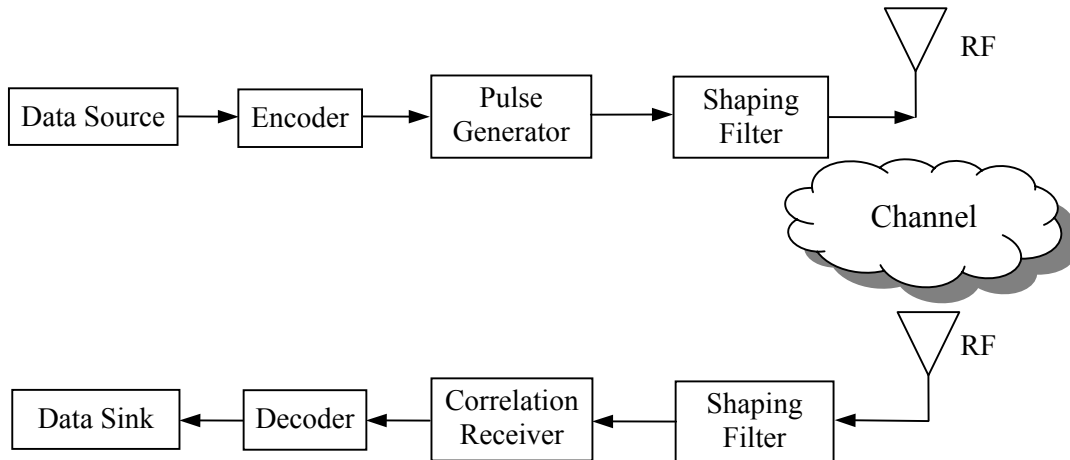 RF
Data Source
Encoder
Pulse
Generator
Shaping
Filter
Channel
RF
Data Sink
Decoder
Correlation
Receiver
Shaping
Filter